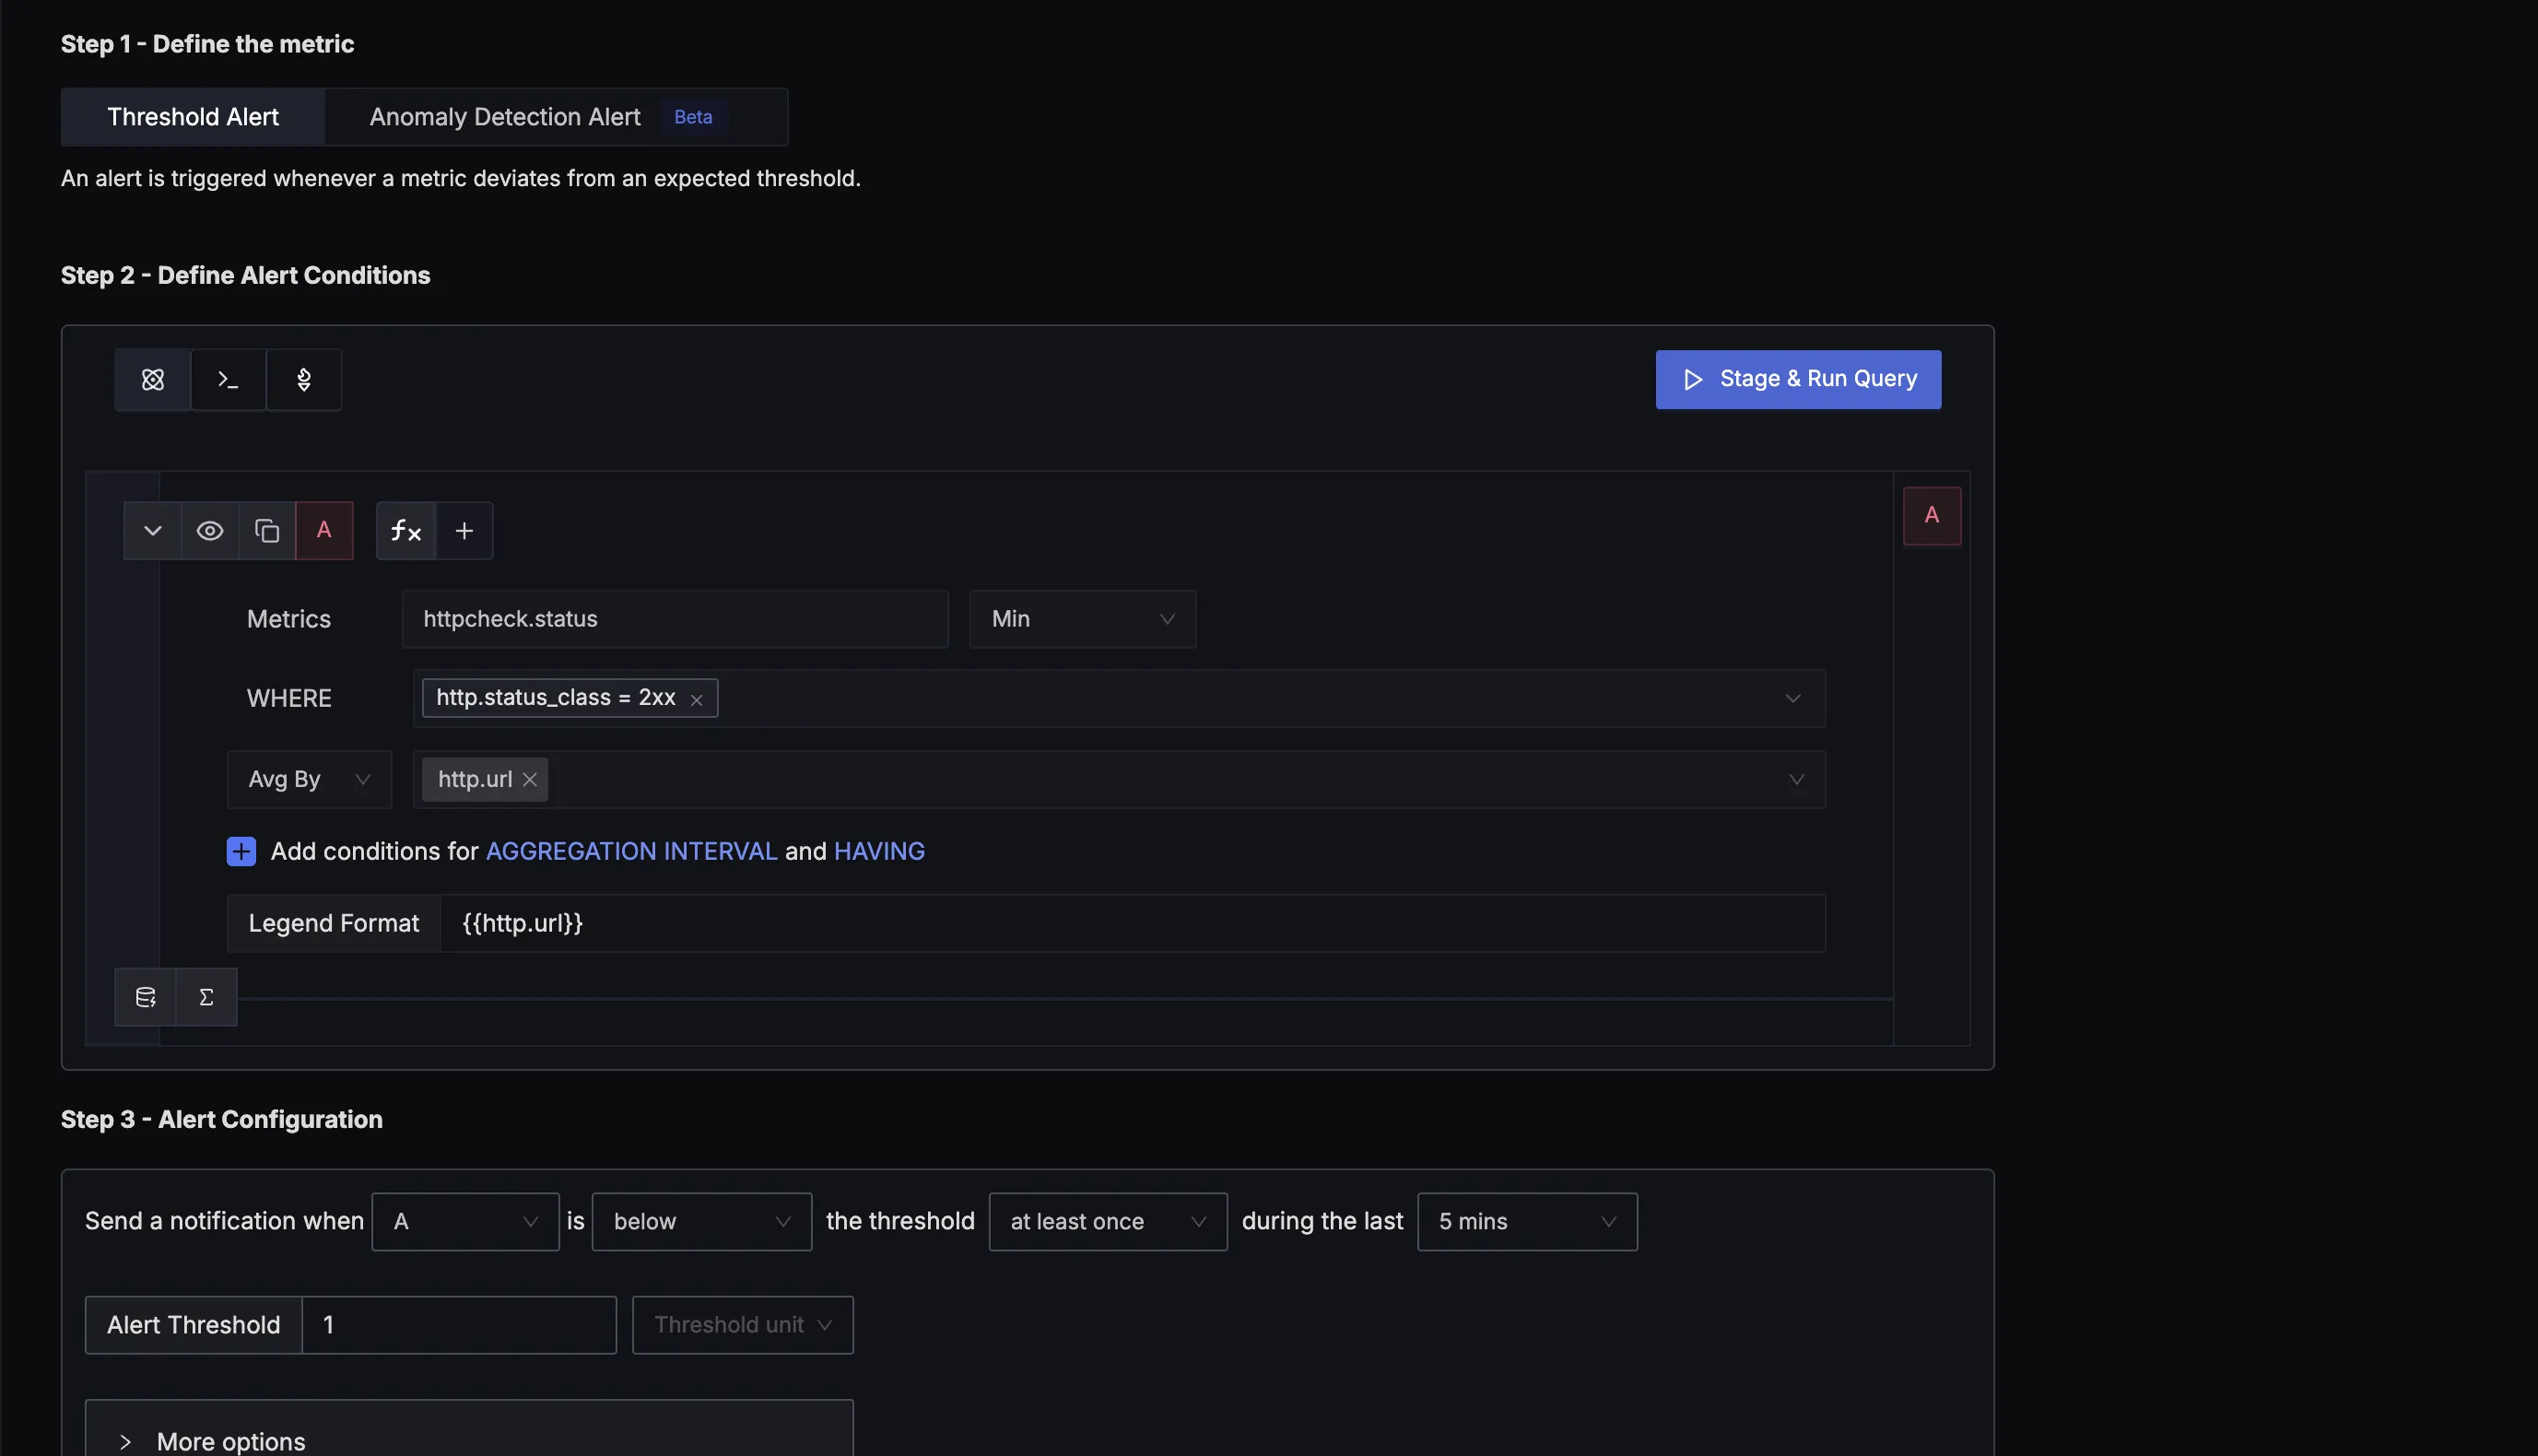 Step 1 - Define the metric
Threshold Alert Anomaly Detection Alert Beta
An alert is triggered whenever a metric deviates from an expected threshold.
Step 2 - Define Alert Conditions
Stage & Run Query
A
A
Metrics httpcheck.status Min
WHERE http.status_class = 2xx
Avg By http.url
Add conditions for AGGREGATION INTERVAL and HAVING
Legend Format {{http.url}}
Step 3 - Alert Configuration
Send a notification when A is below the threshold at least once during the last 5 mins
Alert Threshold 1 Threshold unit
More options